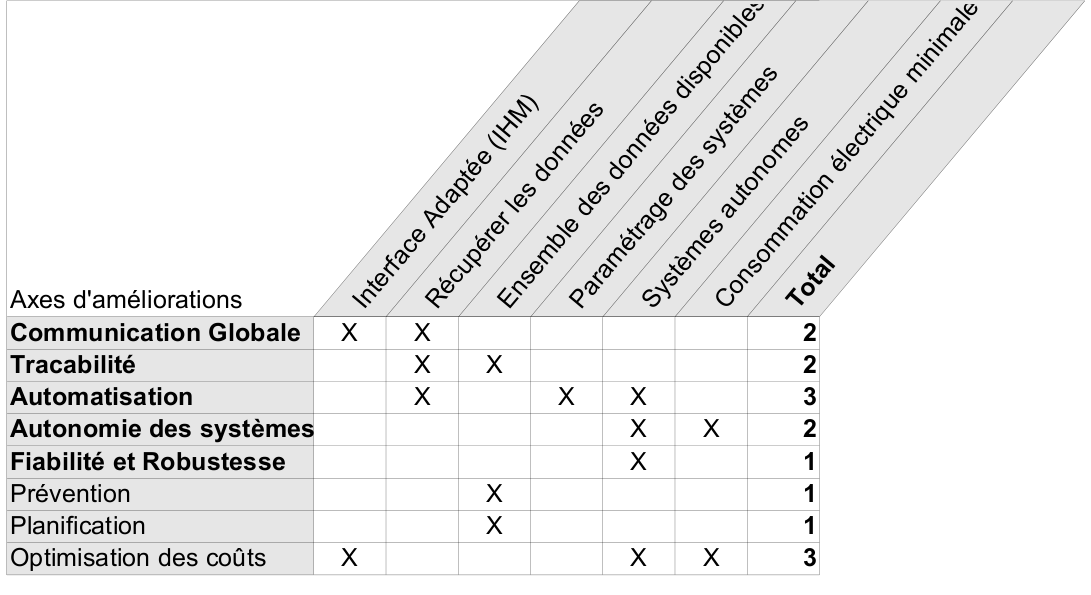 Interface Adaptée (IHM)
Récupérer les données
Ensemble des données disponibles
Paramétrage des systèmes
Systèmes autonomes
Consommation électrique minimale
Total
Axes d'améliorations
Communication Globale X X 2
Tracabilité X X 2
Automatisation X X X 3
Autonomie des systèmes X X 2
Fiabilité et Robustesse X 1
Prévention X 1
Planification X 1
Optimisation des coûts X X X 3